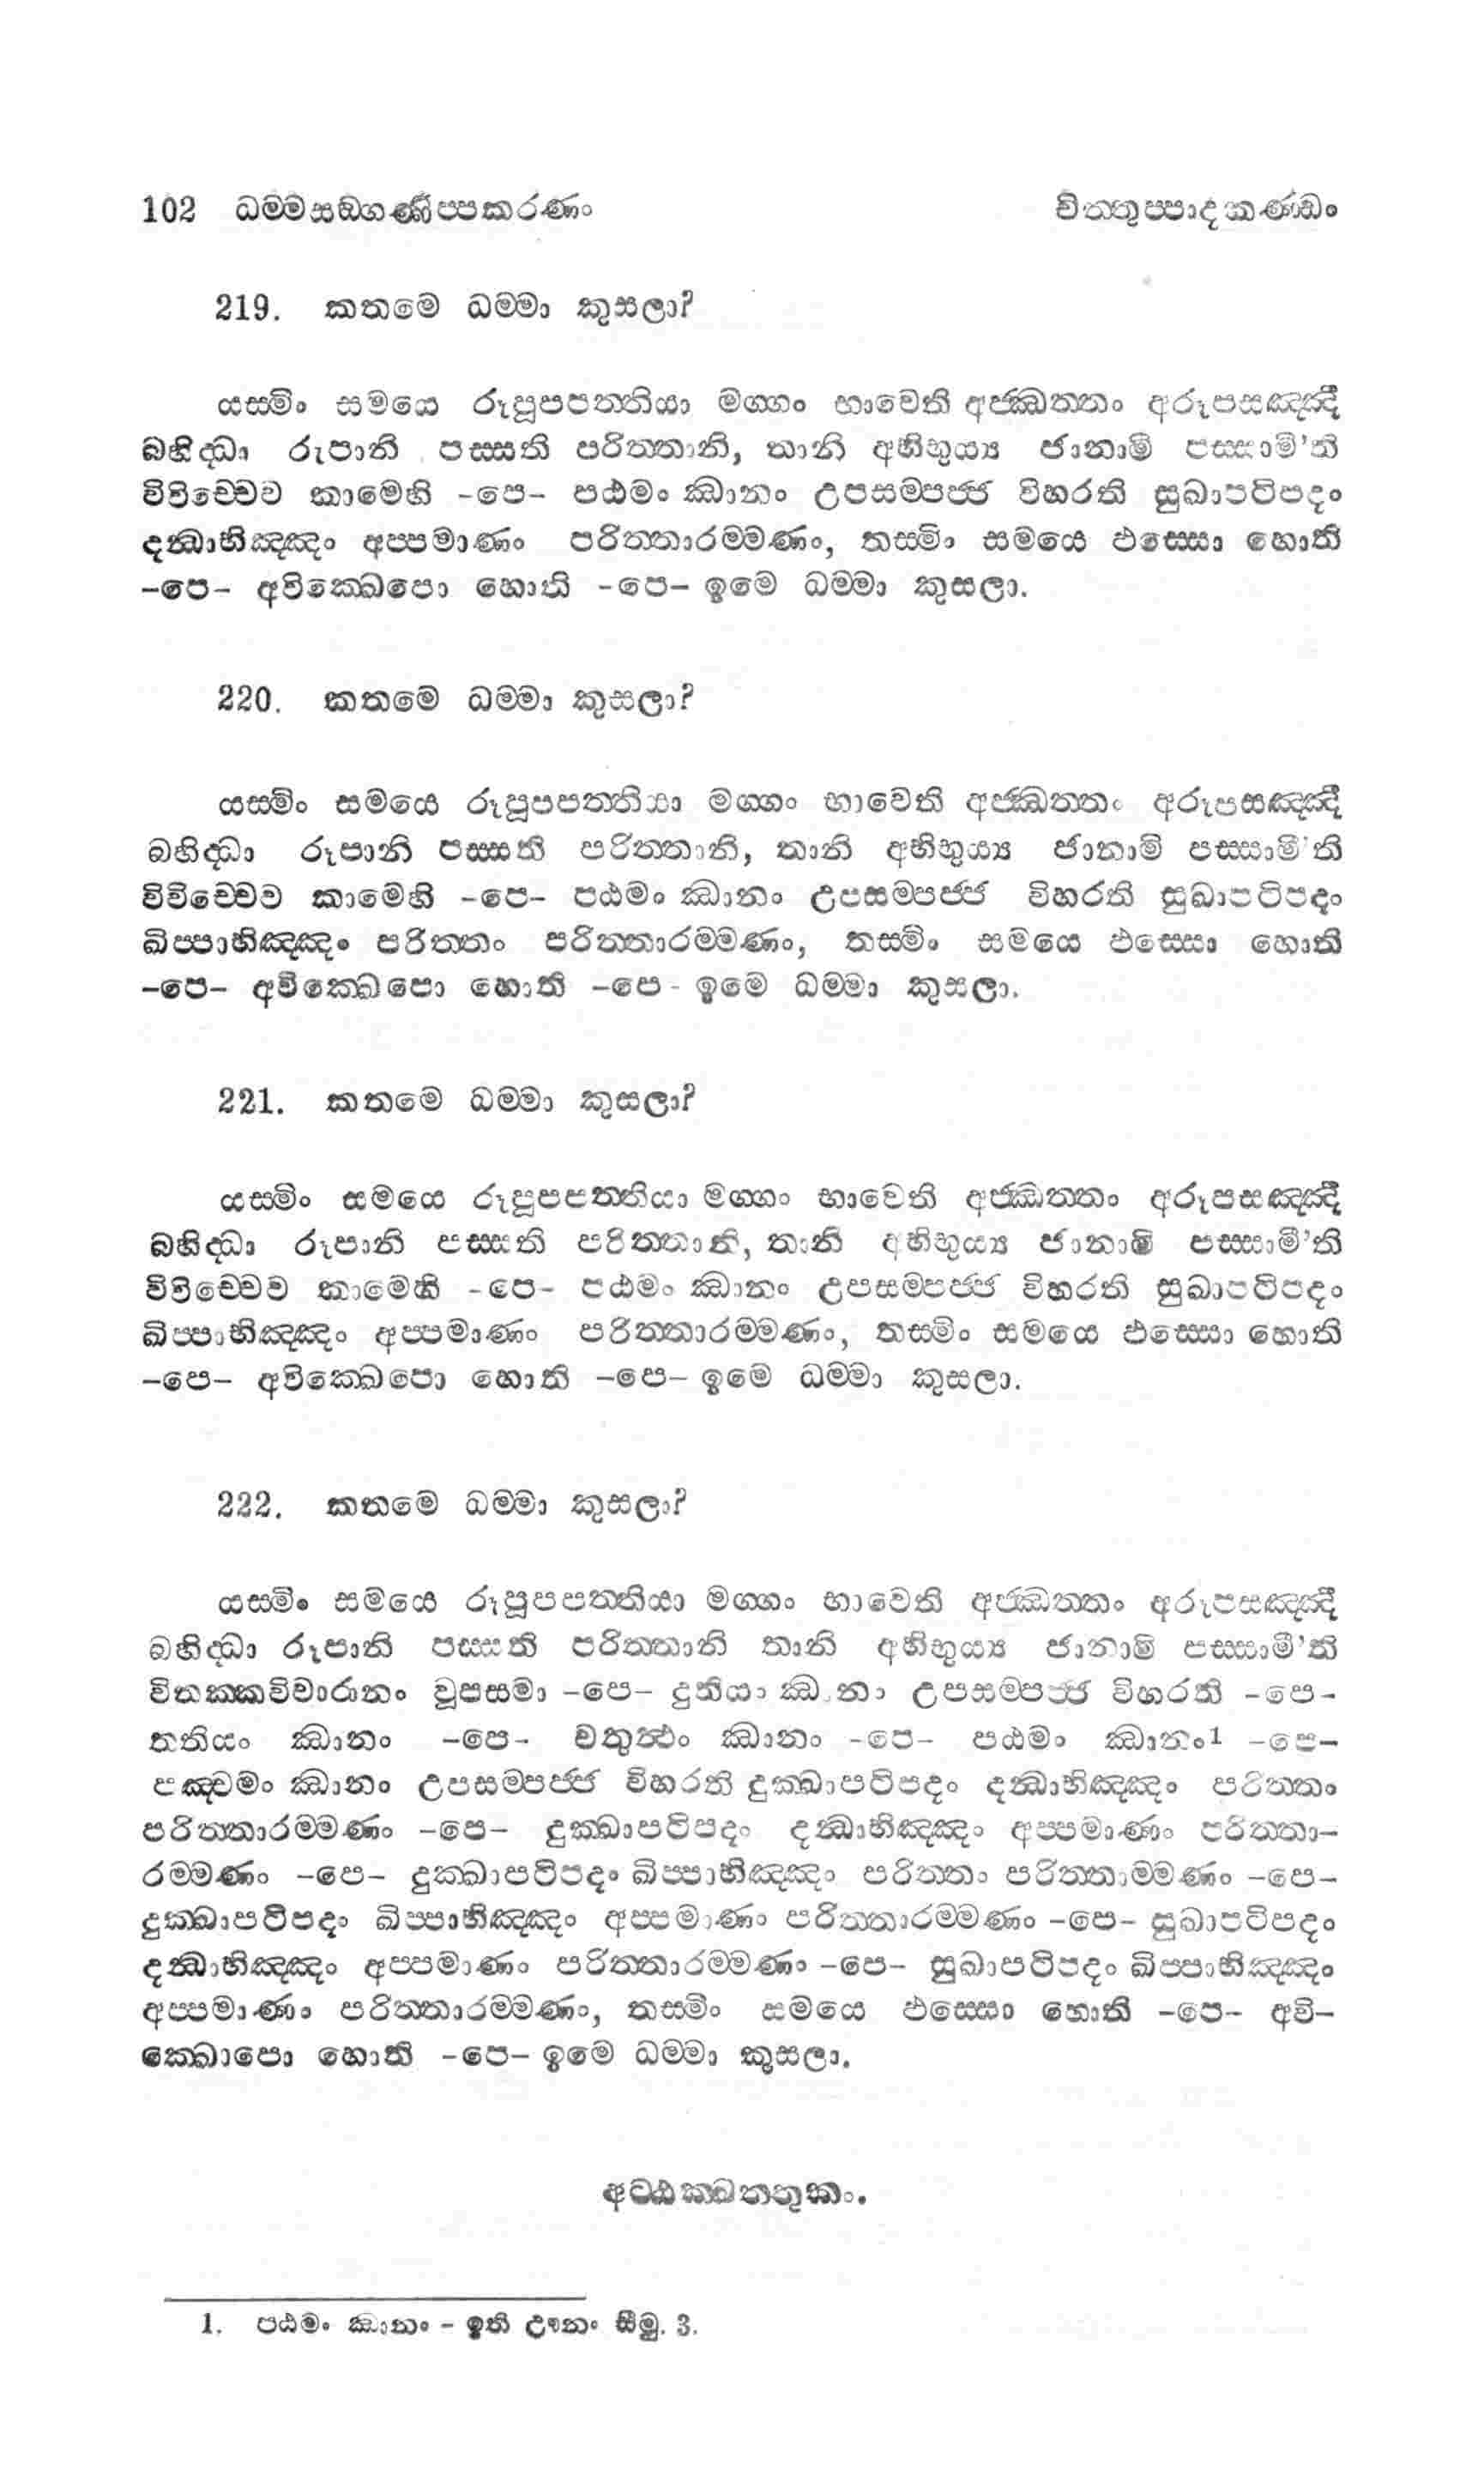 102 ධම්මසඞ්ගණිප්පකරණං චිත්තුප්පාදකණ්ඩං
219. කතමෙ ධම්මා කුසලා?
යස්මිං සමයෙ රූපූපපත්තියා මග්ගං භාවෙති අජ්ඣත්තං අරූපසඤ්ඤී
බහිද්ධා රූපානි පස්සති පරිත්තානි, තානි අභිභුය්‍ය ජානාමි පස්සාමී'ති
විවිච්චෙව කාමෙහි -පෙ- පඨමං ඣානං උපසම්පජ්ජ විහරති සුඛාපටිපදං
දන්ධාභිඤ්ඤං අප්පමාණං පරිත්තාරම්මණං, තස්මිං සමයෙ ඵස්සො හොති
-පෙ- අවික්ඛෙපො හොති -පෙ- ඉමෙ ධම්මා කුසලා.
220. කතමෙ ධම්මා කුසලා?
යස්මිං සමයෙ රූපූපපත්තියා මග්ගං භාවෙති අජ්ඣත්තං අරූපසඤ්ඤී
බහිද්ධා රූපානි පස්සති පරිත්තානි, තානි අභිභුය්‍ය ජානාමි පස්සාමී'ති
විවිච්චෙව කාමෙහි -පෙ- පඨමං ඣානං උපසම්පජ්ජ විහරති සුඛාපටිපදං
ඛිප්පාභිඤ්ඤං පරිත්තං පරිත්තාරම්මණං, තස්මිං සමයෙ ඵස්සො හොති
-පෙ- අවික්ඛෙපො හොති -පෙ- ඉමෙ ධම්මා කුසලා.
221. කතමෙ ධම්මා කුසලා?
යස්මිං සමයෙ රූපූපපත්තියා මග්ගං භාවෙති අජ්ඣත්තං අරූපසඤ්ඤී
බහිද්ධා රූපානි පස්සති පරිත්තානි, තානි අභිභුය්‍ය ජානාමි පස්සාමී'ති
විවිච්චෙව කාමෙහි -පෙ- පඨමං ඣානං උපසම්පජ්ජ විහරති සුඛාපටිපදං
ඛිප්පාභිඤ්ඤං අප්පමාණං පරිත්තාරම්මණං, තස්මිං සමයෙ ඵස්සො හොති
-පෙ- අවික්ඛෙපො හොති -පෙ- ඉමෙ ධම්මා කුසලා.
222. කතමෙ ධම්මා කුසලා?
යස්මිං සමයෙ රූපූපපත්තියා මග්ගං භාවෙති අජ්ඣත්තං අරූපසඤ්ඤී
බහිද්ධා රූපානි පස්සති පරිත්තානි තානි අභිභුය්‍ය ජානාමි පස්සාමී'ති
විතක්කවිචාරානං වූපසමා -පෙ- දුතියං ඣානං උපසම්පජ්ජ විහරති -පෙ-
තතියං ඣානං -පෙ- චතුත්ථං ඣානං -පෙ- පඨමං ඣානං1 -පෙ-
පඤ්චමං ඣානං උපසම්පජ්ජ විහරති දුක්ඛාපටිපදං දන්ධාභිඤ්ඤං පරිත්තං
පරිත්තාරම්මණං -පෙ- දුක්ඛාපටිපදං දන්ධාභිඤ්ඤං අප්පමාණං පරිත්තා-
රම්මණං -පෙ- දුක්ඛාපටිපදං ඛිප්පාභිඤ්ඤං පරිත්තං පරිත්තාම්මණං -පෙ-
දුක්ඛාපටිපදං ඛිප්පාභිඤ්ඤං අප්පමාණං පරිත්තාරම්මණං -පෙ- සුඛාපටිපදං
දන්ධාභිඤ්ඤං අප්පමාණං පරිත්තාරම්මණං -පෙ- සුඛාපටිපදං ඛිප්පාභිඤ්ඤං
අප්පමාණං පරිත්තාරම්මණං, තස්මිං සමයෙ ඵස්සො හොති -පෙ- අවි-
ක්ඛොපො හොති -පෙ- ඉමෙ ධම්මා කුසලා.
අට්ඨක්ඛත්තුකං.
1. පඨමං ඣානං - ඉති ඌනං සීමු. 3.